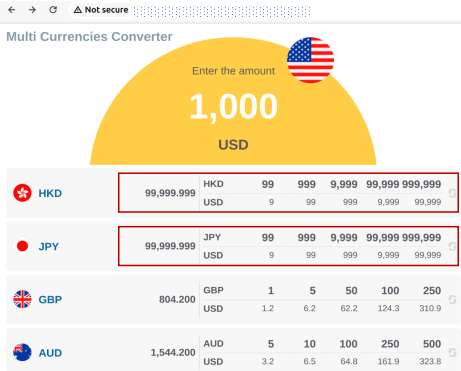 Not secure
Multi Currencies Converter
Enter the amount
1,000
USD
HKD 99,999.999 HKD 99 999 9,999 99,999 999,999
USD 9 99 999 9,999 99,999
JPY 99,999.999 JPY 99 999 9,999 99,999 999,999
USD 9 99 999 9,999 99,999
GBP 804.200 GBP 1 5 50 100 250
USD 1.2 6.2 62.2 124.3 310.9
AUD 1,544.200 AUD 5 10 100 250 500
USD 3.2 6.5 64.8 161.9 323.8